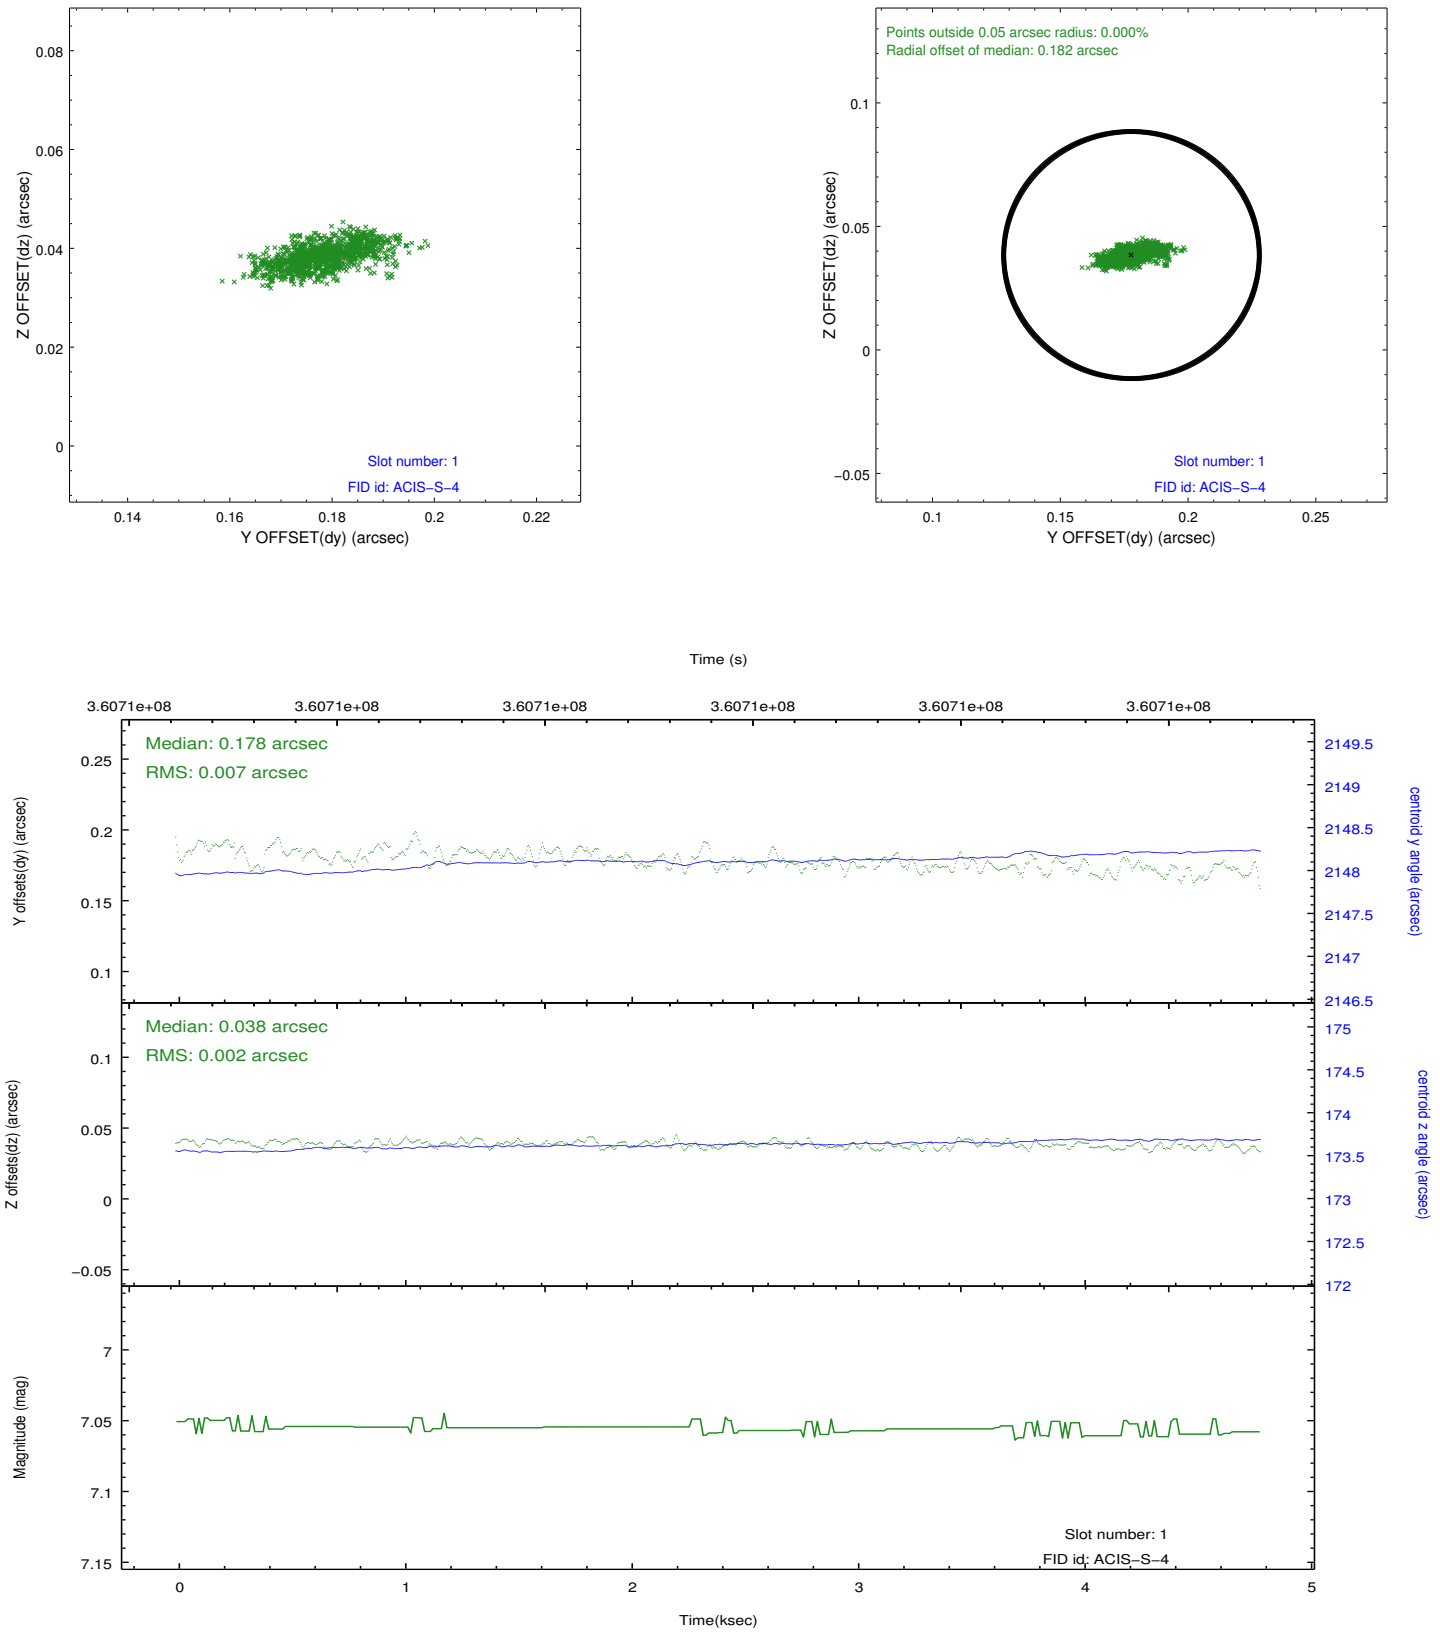 0.08
0.06
0.04
0.02
0
Z OFFSET(dz) (arcsec)
Slot number: 1
FID id: ACIS−S−4
0.14 0.16 0.18 0.2 0.22
Y OFFSET(dy) (arcsec)
Points outside 0.05 arcsec radius: 0.000%
Radial offset of median: 0.182 arcsec
0.1
0.05
0
−0.05
Z OFFSET(dz) (arcsec)
Slot number: 1
FID id: ACIS−S−4
0.1 0.15 0.2 0.25
Y OFFSET(dy) (arcsec)
Time (s)
3.6071e+08 3.6071e+08 3.6071e+08 3.6071e+08 3.6071e+08 3.6071e+08
Median: 0.178 arcsec
RMS: 0.007 arcsec
0.25
0.2
0.15
0.1
Y offsets(dy) (arcsec)
2149.5
2149
2148.5
2148
2147.5
2147
2146.5
centroid y angle (arcsec)
Median: 0.038 arcsec
RMS: 0.002 arcsec
0.1
0.05
0
−0.05
Z offsets(dz) (arcsec)
175
174.5
174
173.5
173
172.5
172
centroid z angle (arcsec)
7
7.05
7.1
7.15
Magnitude (mag)
Slot number: 1
FID id: ACIS−S−4
0 1 2 3 4 5
Time(ksec)